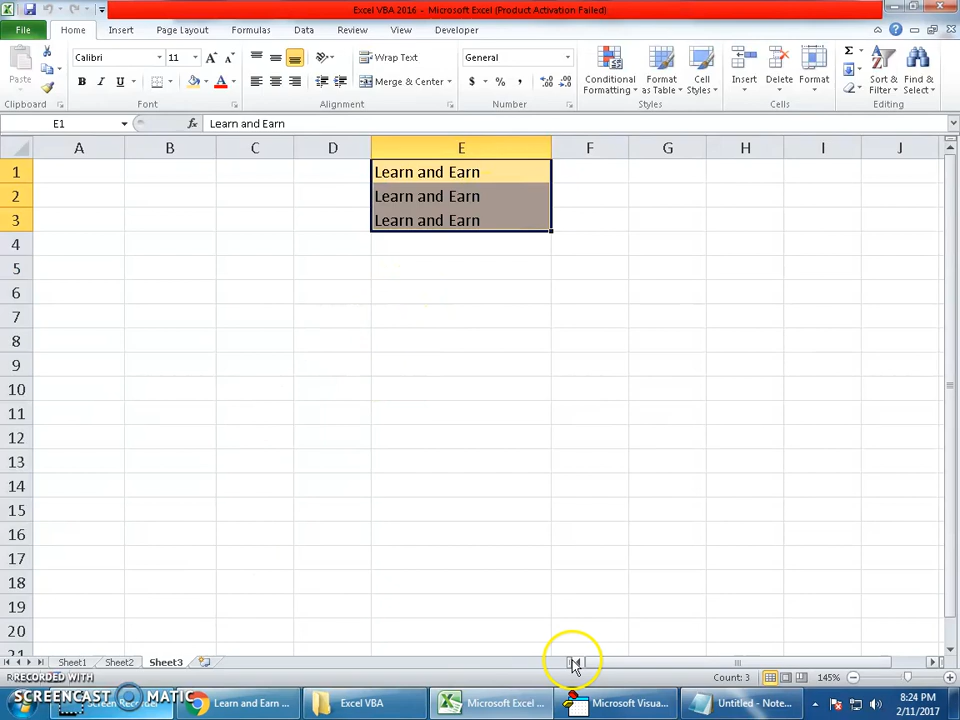 Excel VBA 2016 - Microsoft Excel (Product Activation Failed)
File Home Insert Page Layout Formulas Data Review View Developer
Calibri 11 Wrap Text General
Paste B I U Merge & Center $ % , Conditional Formatting Format as Table Cell Styles Insert Delete Format Sort & Filter Find & Select
Clipboard Font Alignment Number Styles Cells Editing
E1 fx Learn and Earn
A B C D E F G H I J
1 Learn and Earn
2 Learn and Earn
3 Learn and Earn
4
5
6
7
8
9
10
11
12
13
14
15
16
17
18
19
20
21
Sheet1 Sheet2 Sheet3
RECORDED WITH Count: 3 145%
SCREENCAST MATIC Learn and Earn ... Excel VBA Microsoft Excel ... Microsoft Visua... Untitled - Note... 8:24 PM
2/11/2017